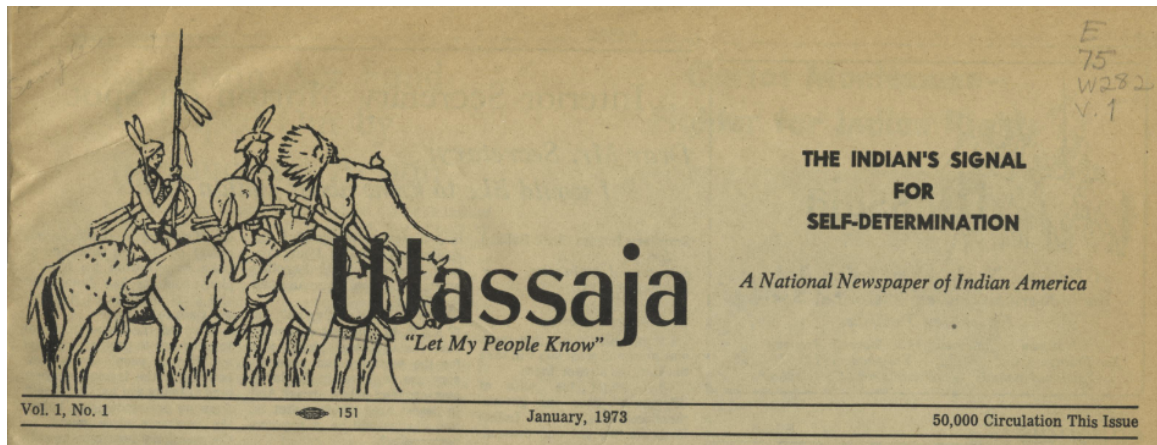 E
75
W282
V.1
THE INDIAN'S SIGNAL
FOR
SELF-DETERMINATION
Wassaja
A National Newspaper of Indian America
"Let My People Know"
Vol. 1, No. 1 151 January, 1973 50,000 Circulation This Issue